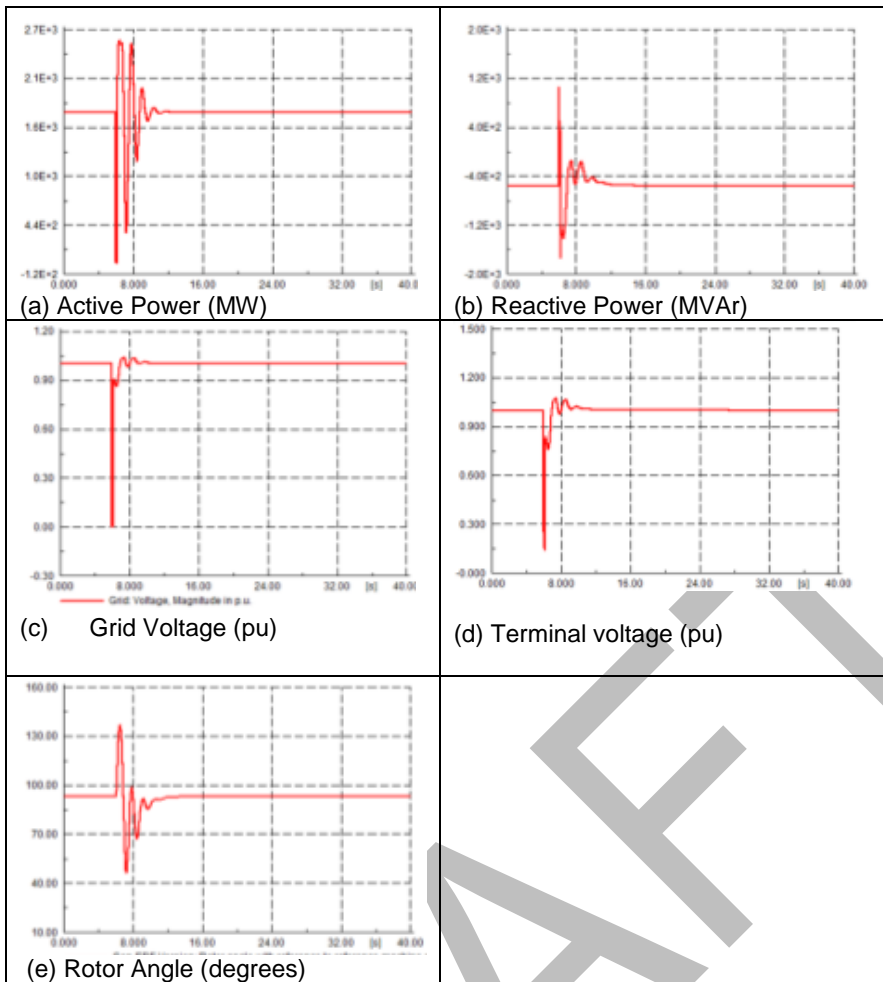 2.7E+3
2.1E+3
1.6E+3
1.0E+3
4.4E+2
-1.2E+2
0.000 8.000 16.00 24.00 32.00 [s] 40.0
(a) Active Power (MW)
2.0E+3
1.2E+3
4.0E+2
-4.0E+2
-1.2E+3
-2.0E+3
0.000 8.000 16.00 24.00 32.00 [s] 40.00
(b) Reactive Power (MVAr)
1.20
0.90
0.60
0.30
0.00
-0.30
0.000 8.000 16.00 24.00 32.00 [s] 40.00
Grid: Voltage, Magnitude in p.u.
(c) Grid Voltage (pu)
1.500
1.200
0.900
0.600
0.300
-0.000
0.000 8.000 16.00 24.00 32.00 [s] 40.00
(d) Terminal voltage (pu)
160.00
130.00
100.00
70.00
40.00
10.00
0.000 8.000 16.00 24.00 32.00 [s] 40.00
(e) Rotor Angle (degrees)